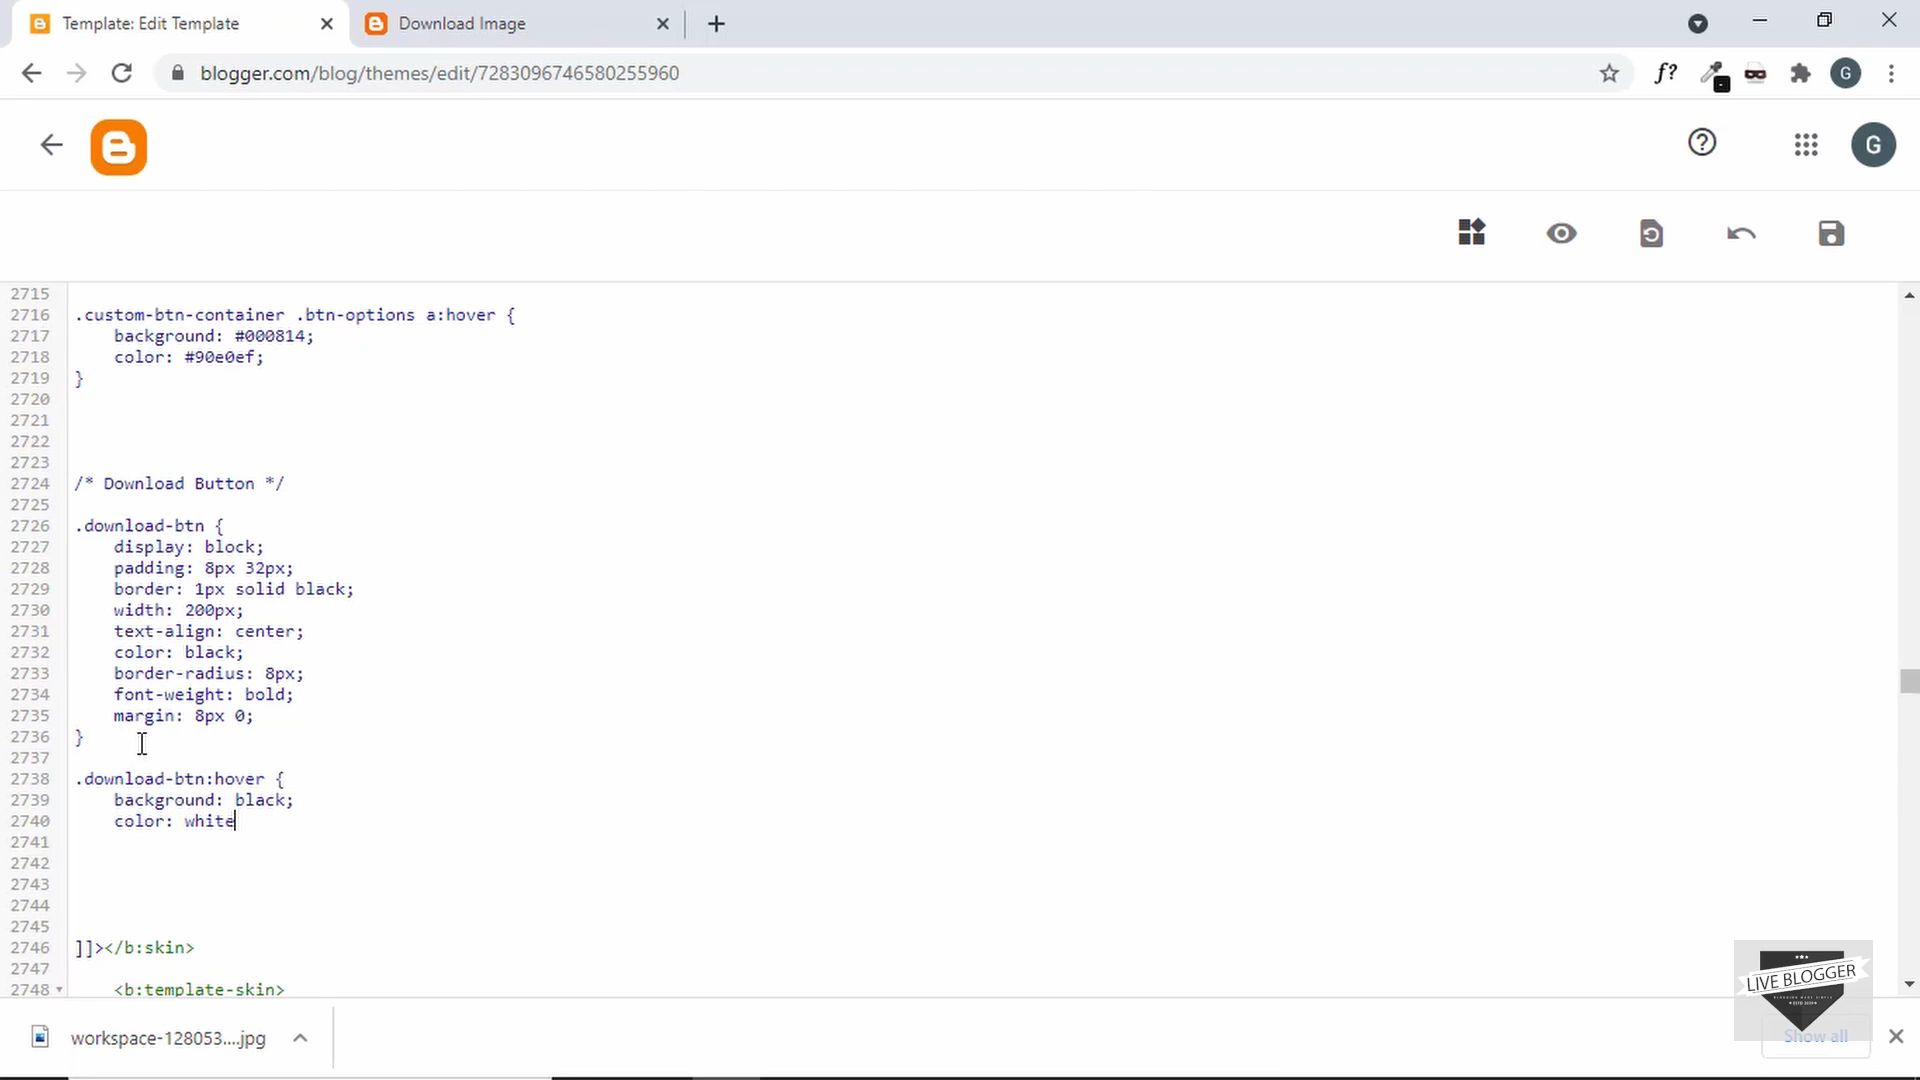 Template: Edit Template
Download Image
blogger.com/blog/themes/edit/7283096746580255960
f?
G
G
2715
2716 .custom-btn-container .btn-options a:hover {
2717 background: #000814;
2718 color: #90e0ef;
2719 }
2720
2721
2722
2723
2724 /* Download Button */
2725
2726 .download-btn {
2727 display: block;
2728 padding: 8px 32px;
2729 border: 1px solid black;
2730 width: 200px;
2731 text-align: center;
2732 color: black;
2733 border-radius: 8px;
2734 font-weight: bold;
2735 margin: 8px 0;
2736 }
2737
2738 .download-btn:hover {
2739 background: black;
2740 color: white
2741
2742
2743
2744
2745
2746 ]]></b:skin>
2747
2748 <b:template-skin>
LIVE BLOGGER
workspace-128053....jpg
Show all